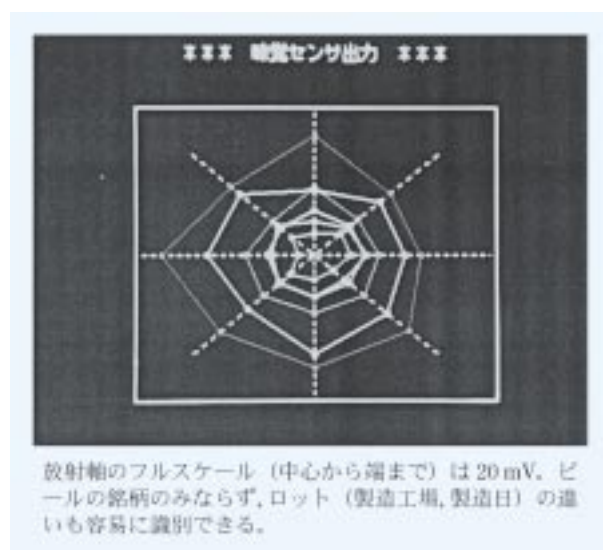 ＊＊＊ 味覚センサ出力 ＊＊＊
放射軸のフルスケール（中心から端まで）は 20 mV。ビ
ールの銘柄のみならず, ロット（製造工場, 製造日）の違
いも容易に識別できる。